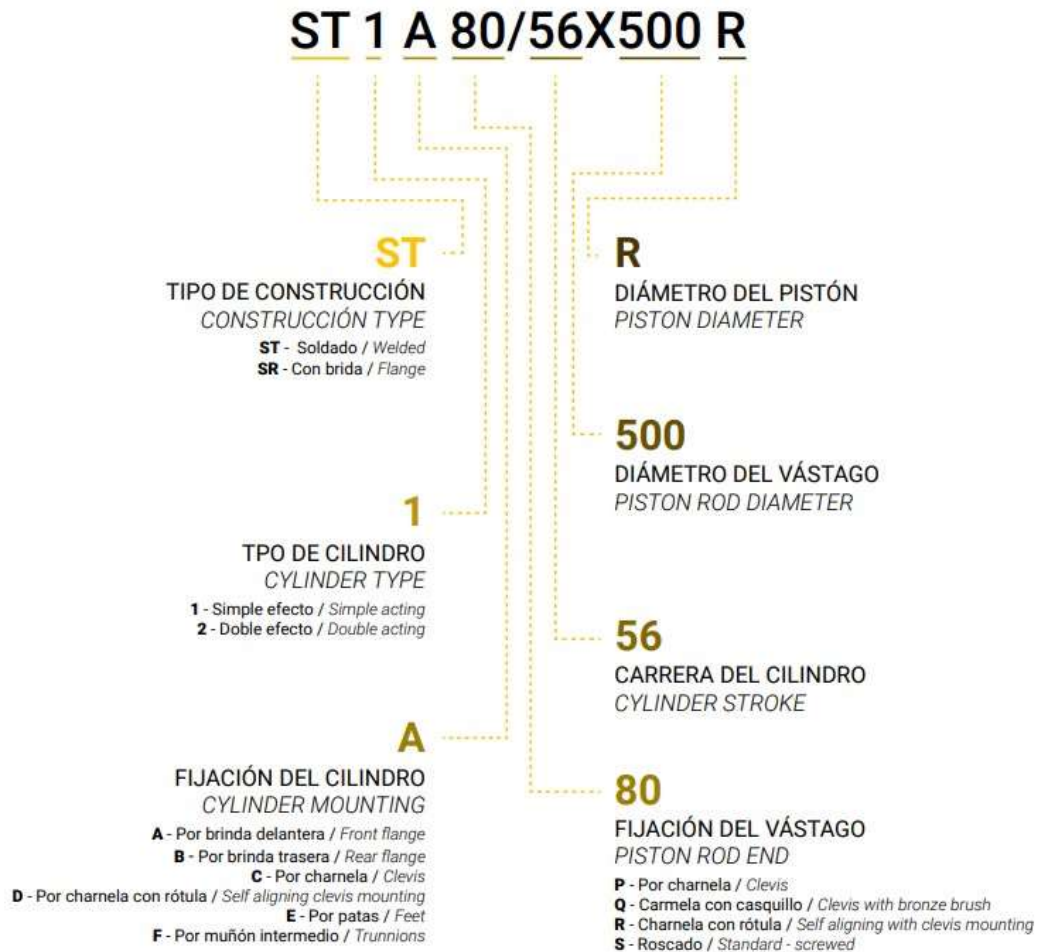 ST 1 A 80/56X500 R
ST
TIPO DE CONSTRUCCIÓN
CONSTRUCCIÓN TYPE
ST - Soldado / Welded
SR - Con brida / Flange
1
TPO DE CILINDRO
CYLINDER TYPE
1 - Simple efecto / Simple acting
2 - Doble efecto / Double acting
A
FIJACIÓN DEL CILINDRO
CYLINDER MOUNTING
A - Por brinda delantera / Front flange
B - Por brinda trasera / Rear flange
C - Por charnela / Clevis
D - Por charnela con rótula / Self aligning clevis mounting
E - Por patas / Feet
F - Por muñón intermedio / Trunnions
R
DIÁMETRO DEL PISTÓN
PISTON DIAMETER
500
DIÁMETRO DEL VÁSTAGO
PISTON ROD DIAMETER
56
CARRERA DEL CILINDRO
CYLINDER STROKE
80
FIJACIÓN DEL VÁSTAGO
PISTON ROD END
P - Por charnela / Clevis
Q - Carmela con casquillo / Clevis with bronze brush
R - Charnela con rótula / Self aligning with clevis mounting
S - Roscado / Standard - screwed